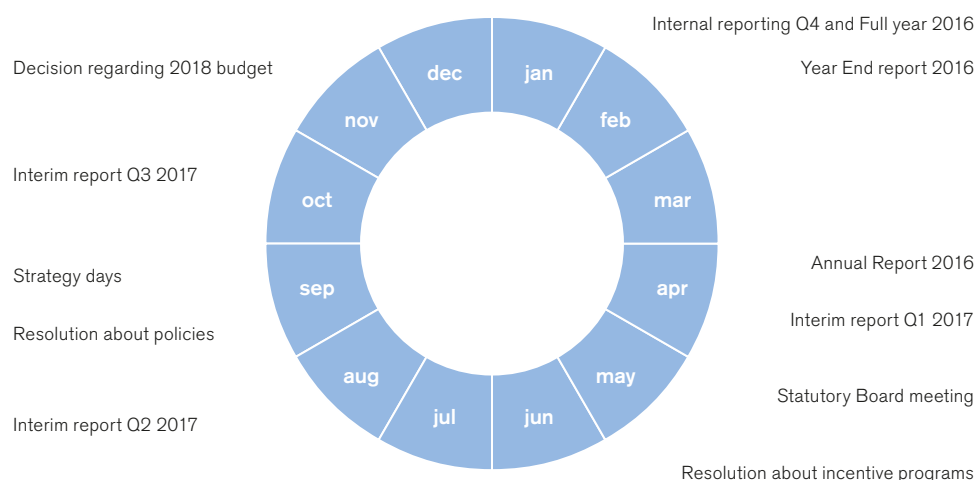 Internal reporting Q4 and Full year 2016
Year End report 2016
Annual Report 2016
Interim report Q1 2017
Statutory Board meeting
Resolution about incentive programs
Decision regarding 2018 budget
Interim report Q3 2017
Strategy days
Resolution about policies
Interim report Q2 2017
jan
feb
mar
apr
may
jun
jul
aug
sep
oct
nov
dec